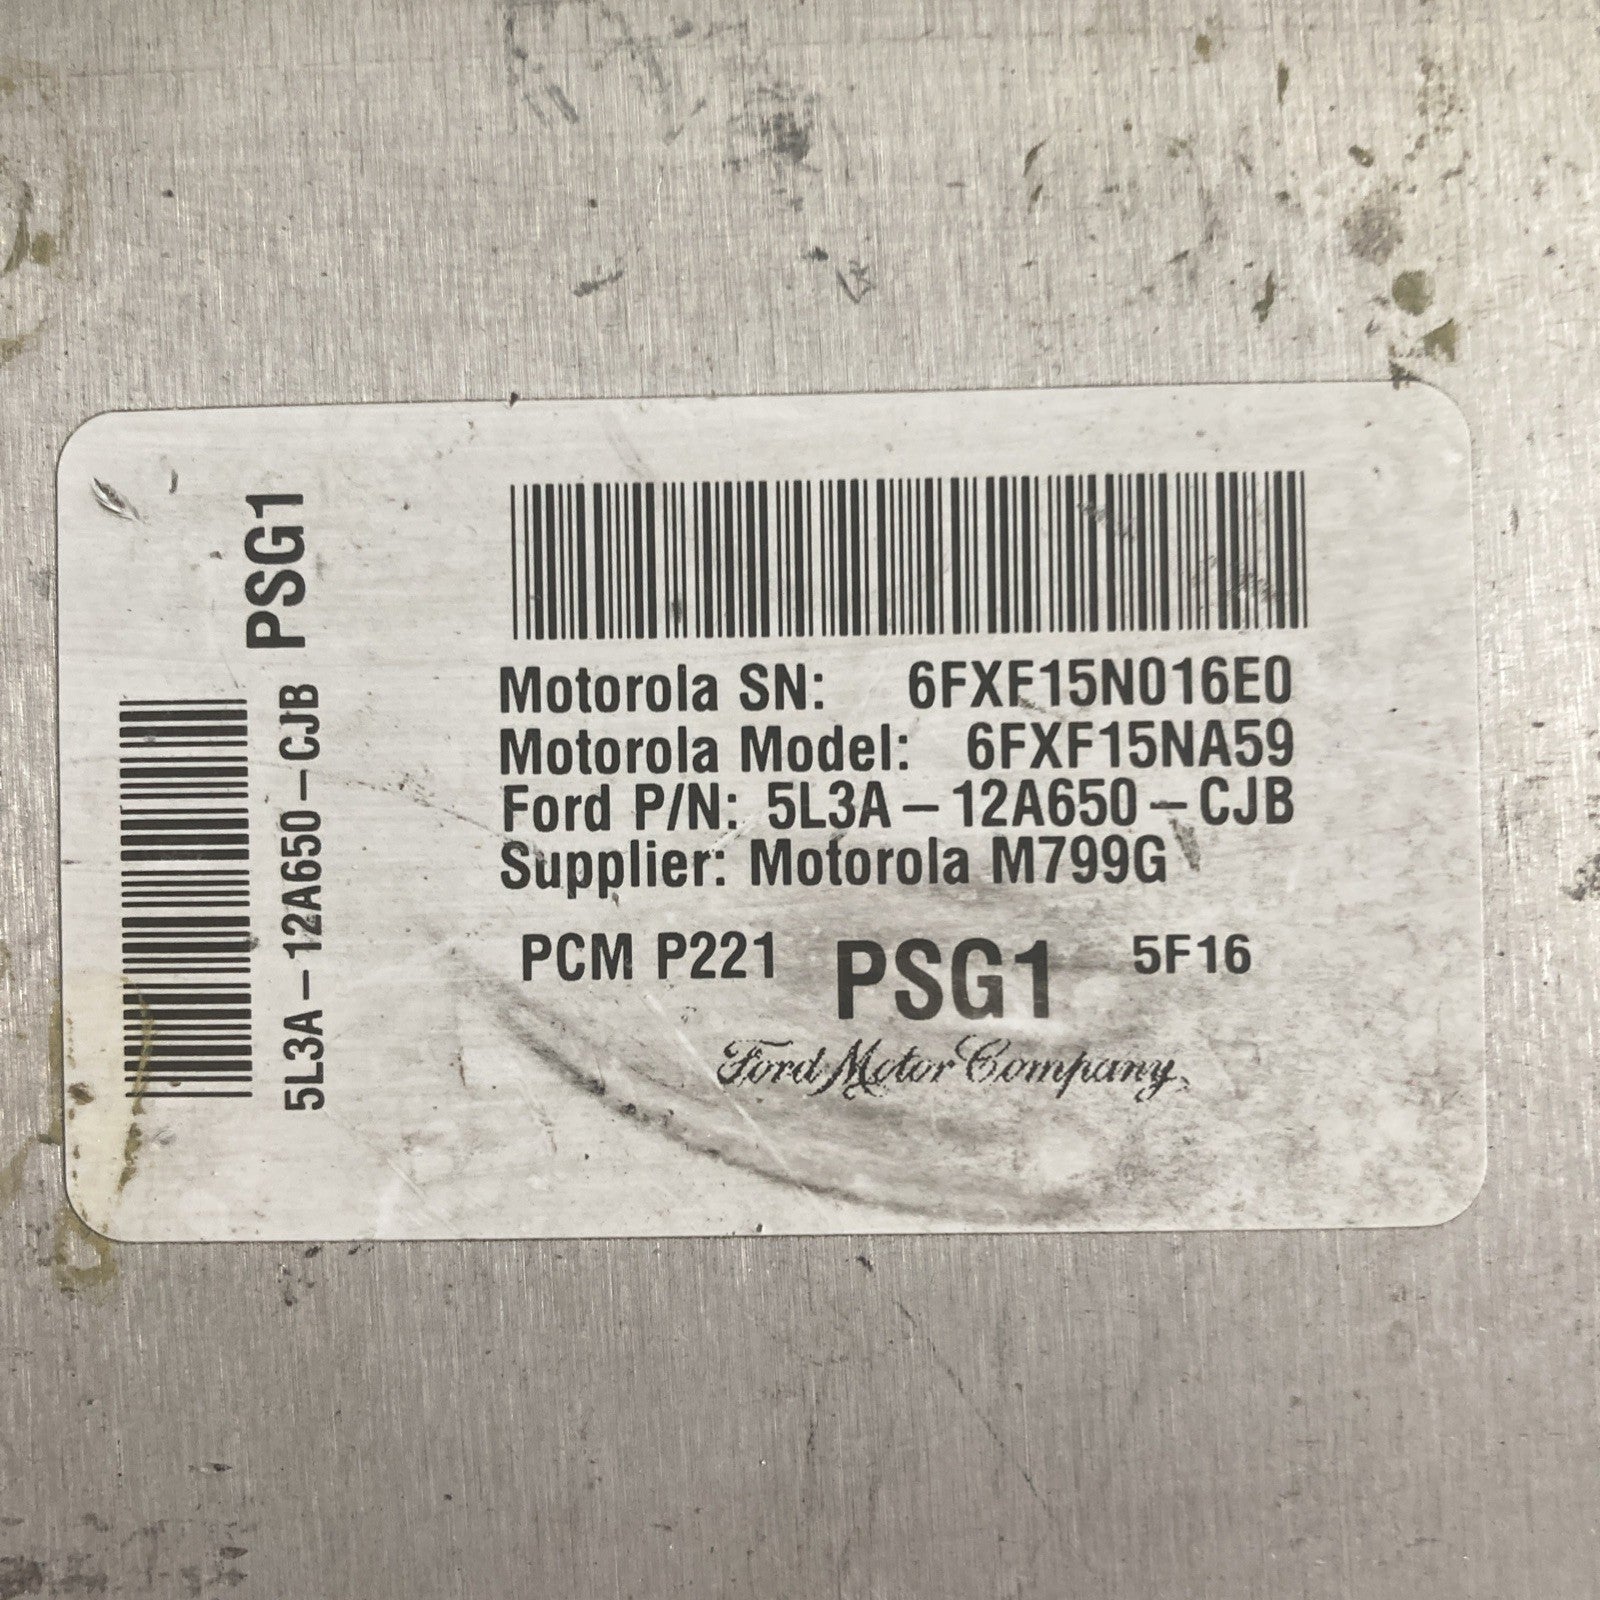 PSG1
5L3A-12A650-CJB
Motorola SN: 6FXF15N016E0
Motorola Model: 6FXF15NA59
Ford P/N: 5L3A-12A650-CJB
Supplier: Motorola M799G
PCM P221 PSG1 5F16
Ford Motor Company,